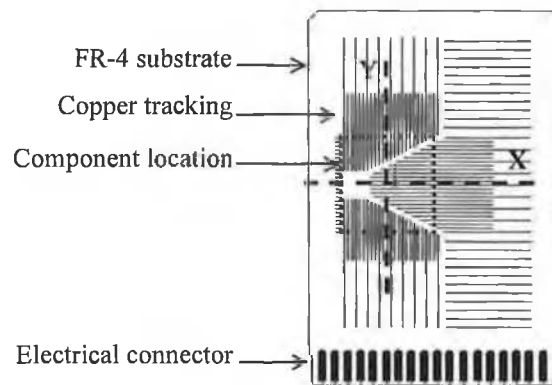 FR-4 substrate
Y
Copper tracking
Component location
X
Electrical connector